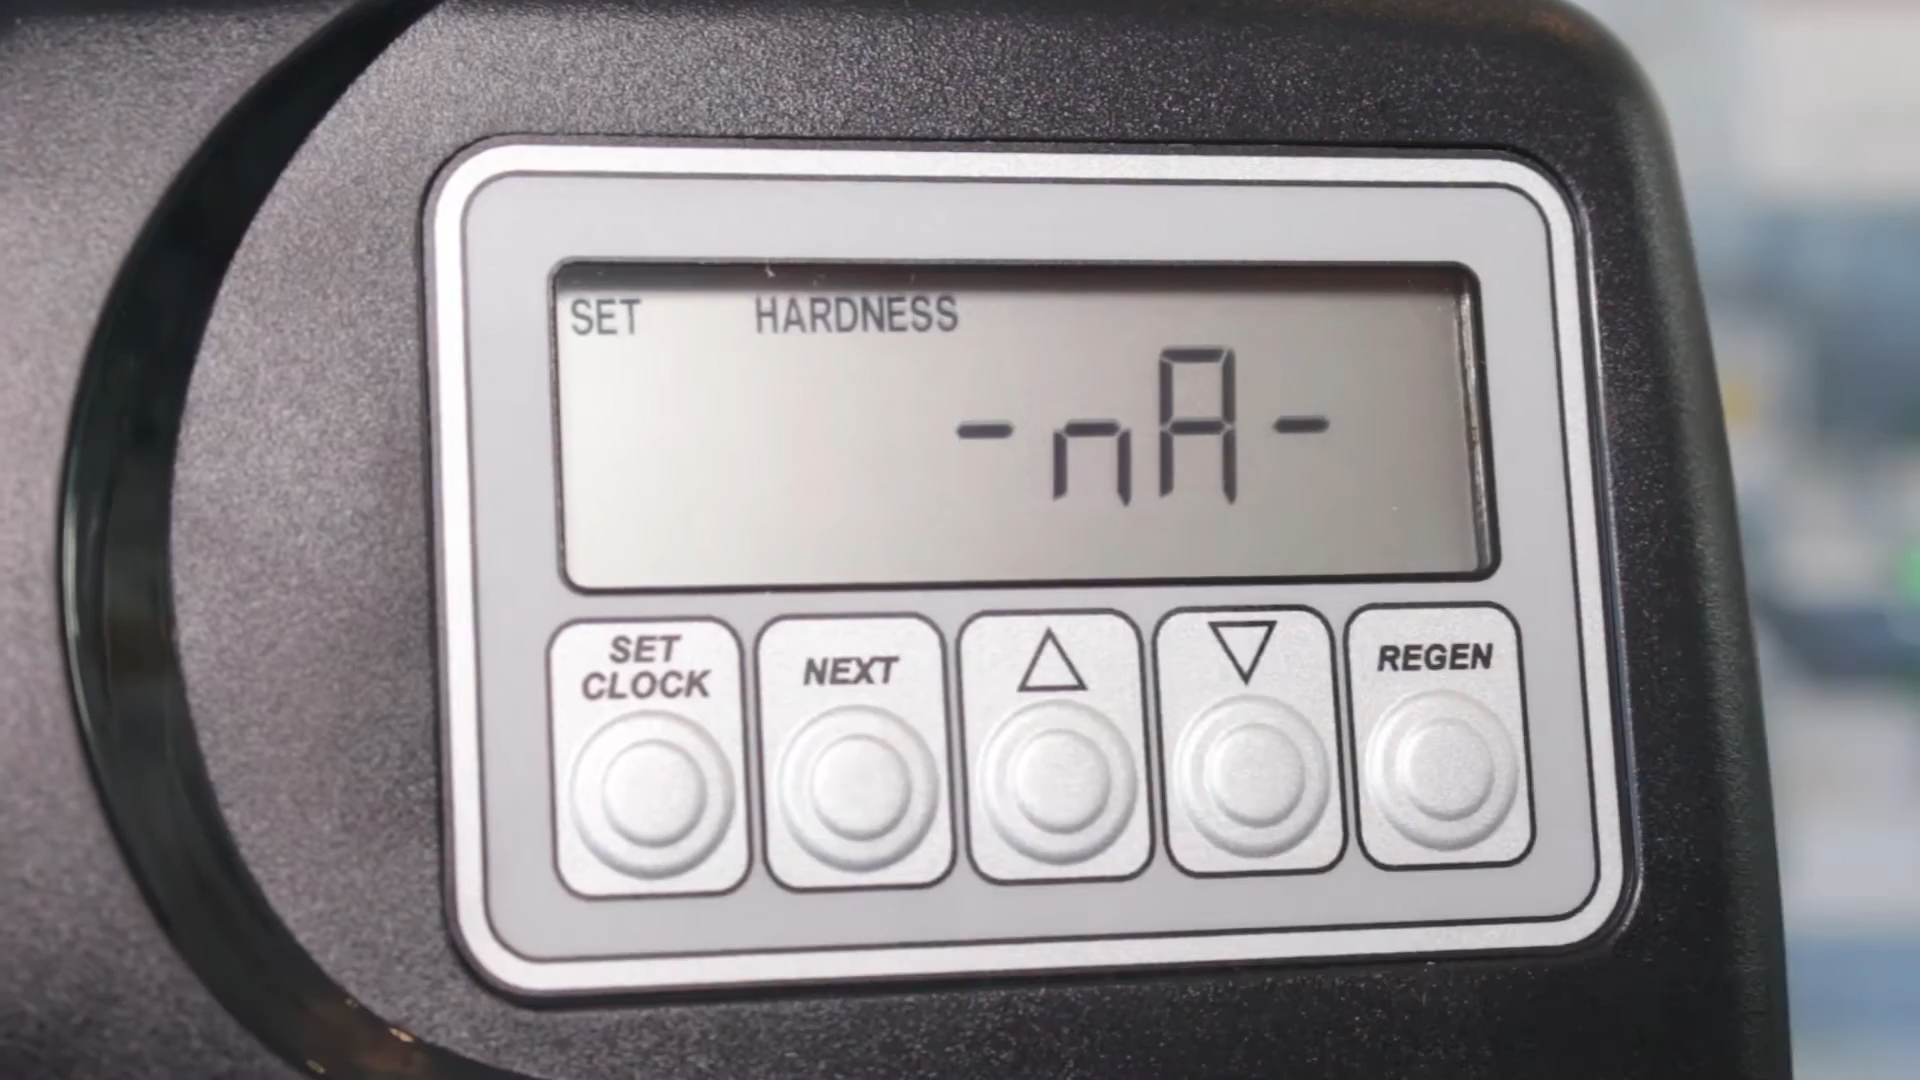 SET HARDNESS
-nA-
SET
CLOCK
NEXT
REGEN